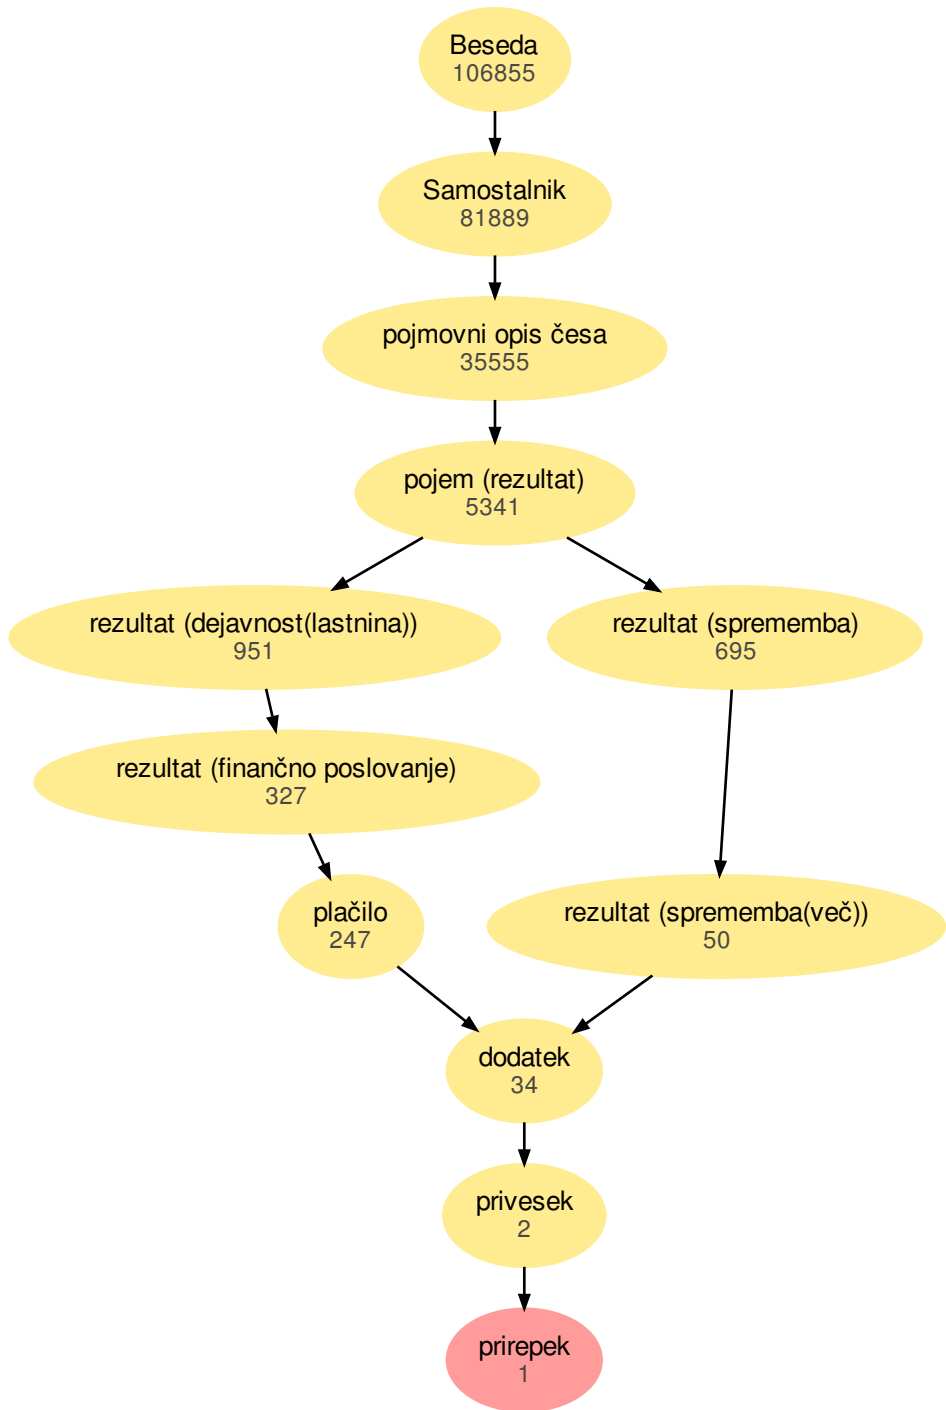 Beseda
106855
Samostalnik
81889
pojmovni opis česa
35555
pojem (rezultat)
5341
rezultat (dejavnost(lastnina))
951
rezultat (sprememba)
695
rezultat (finančno poslovanje)
327
plačilo
247
rezultat (sprememba(več))
50
dodatek
34
privesek
2
prirepek
1